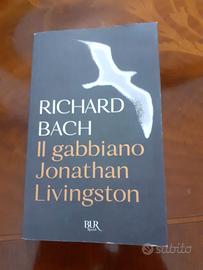 RICHARD
BACH
Il gabbiano
Jonathan
Livingston
BUR
subito